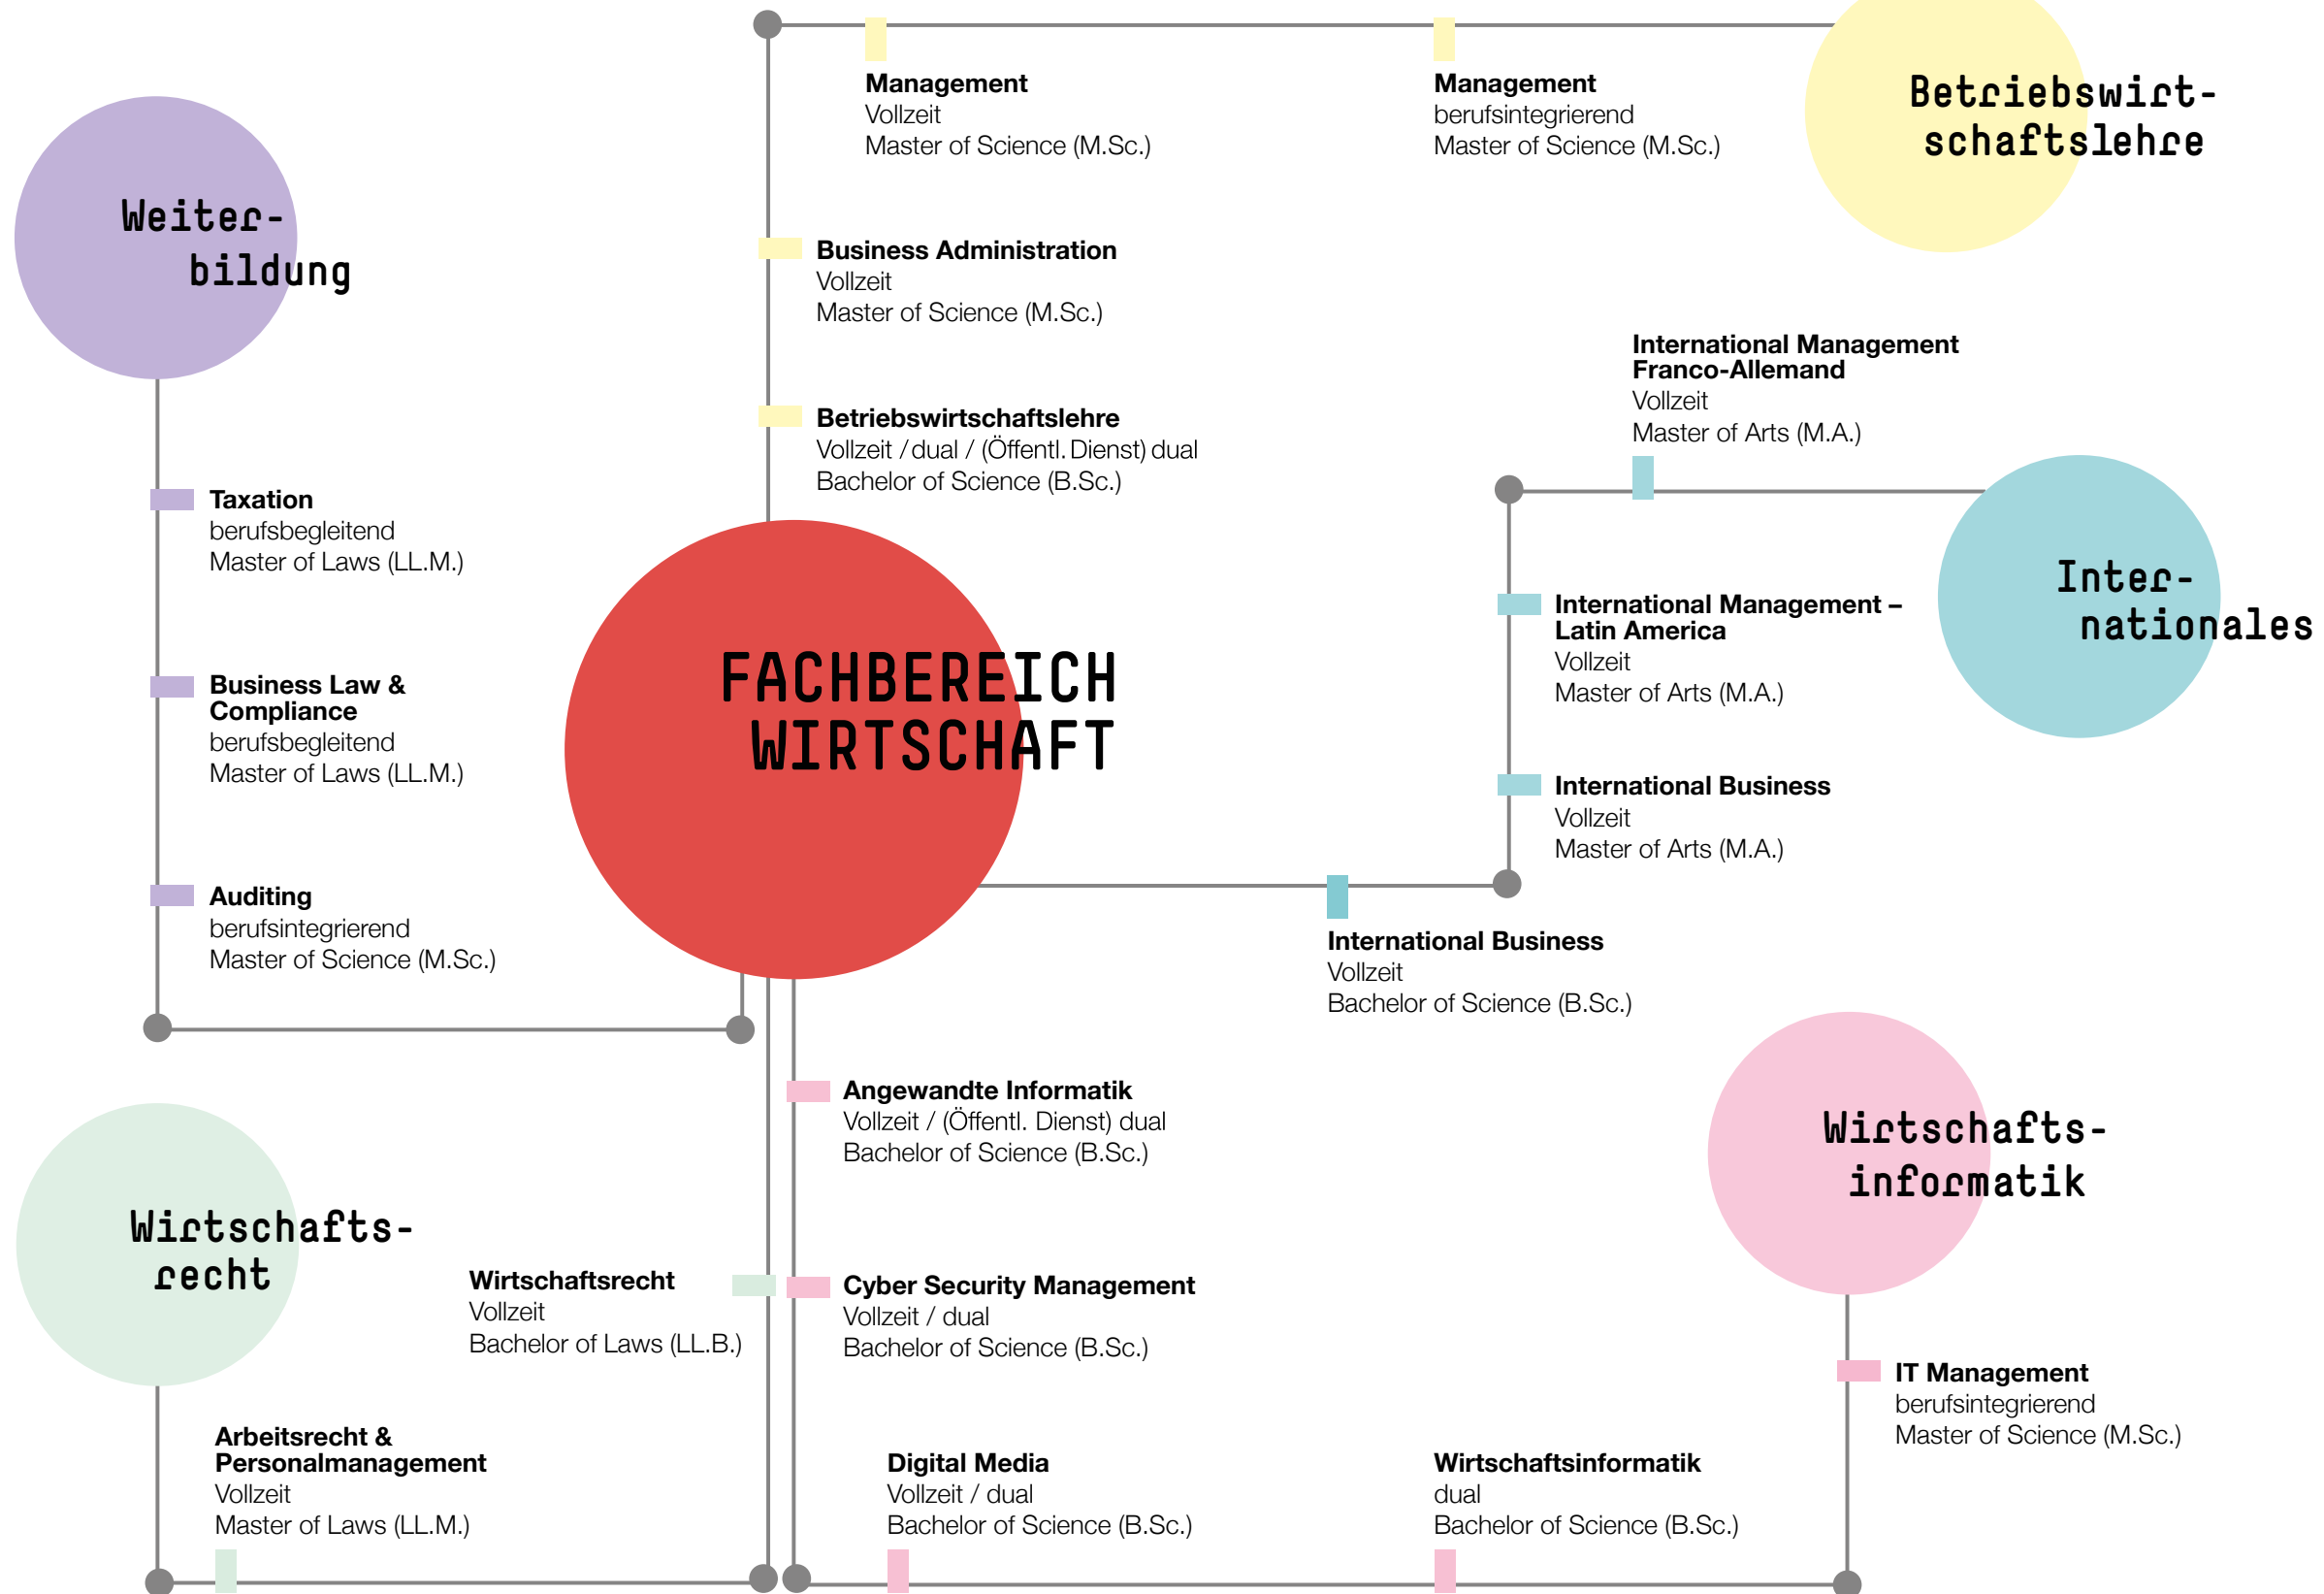 Management
Vollzeit
Master of Science (M.Sc.)
Management
berufsintegrierend
Master of Science (M.Sc.)
Betriebswirt-
schaftslehre
Weiter-
bildung
Business Administration
Vollzeit
Master of Science (M.Sc.)
Betriebswirtschaftslehre
Vollzeit / dual / (Öffentl. Dienst) dual
Bachelor of Science (B.Sc.)
International Management
Franco-Allemand
Vollzeit
Master of Arts (M.A.)
Taxation
berufsbegleitend
Master of Laws (LL.M.)
Business Law &
Compliance
berufsbegleitend
Master of Laws (LL.M.)
Auditing
berufsintegrierend
Master of Science (M.Sc.)
FACHBEREICH
WIRTSCHAFT
Inter-
nationales
International Management –
Latin America
Vollzeit
Master of Arts (M.A.)
International Business
Vollzeit
Master of Arts (M.A.)
International Business
Vollzeit
Bachelor of Science (B.Sc.)
Angewandte Informatik
Vollzeit / (Öffentl. Dienst) dual
Bachelor of Science (B.Sc.)
Wirtschafts-
informatik
Wirtschafts-
recht
Wirtschaftsrecht
Vollzeit
Bachelor of Laws (LL.B.)
Cyber Security Management
Vollzeit / dual
Bachelor of Science (B.Sc.)
IT Management
berufsintegrierend
Master of Science (M.Sc.)
Arbeitsrecht &
Personalmanagement
Vollzeit
Master of Laws (LL.M.)
Digital Media
Vollzeit / dual
Bachelor of Science (B.Sc.)
Wirtschaftsinformatik
dual
Bachelor of Science (B.Sc.)